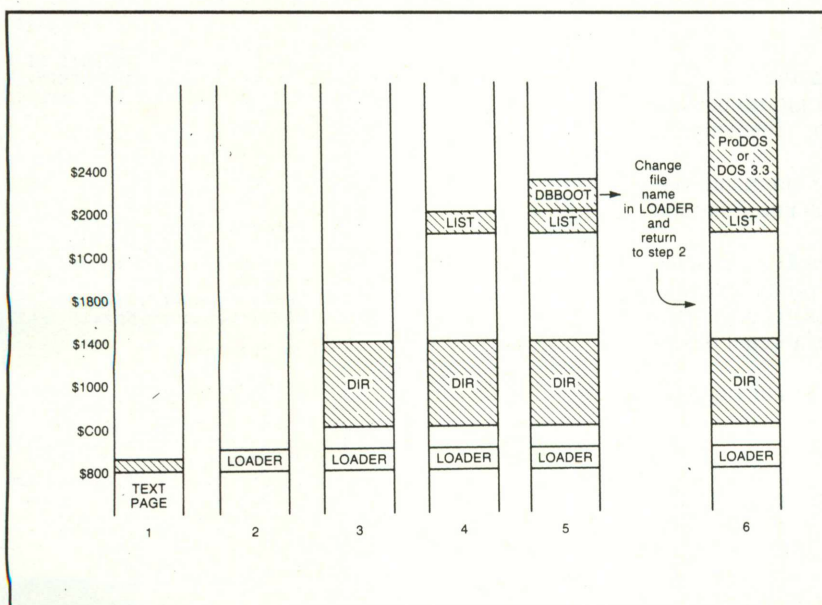 $2400
$2000
$1C00
$1800
$1400
$1000
$C00
$800
TEXT
PAGE
1
LOADER
2
DIR
LOADER
3
LIST
DIR
LOADER
4
DBBOOT
LIST
DIR
LOADER
5
Change
file
name
in LOADER
and
return
to step 2
ProDOS
or
DOS 3.3
LIST
DIR
LOADER
6